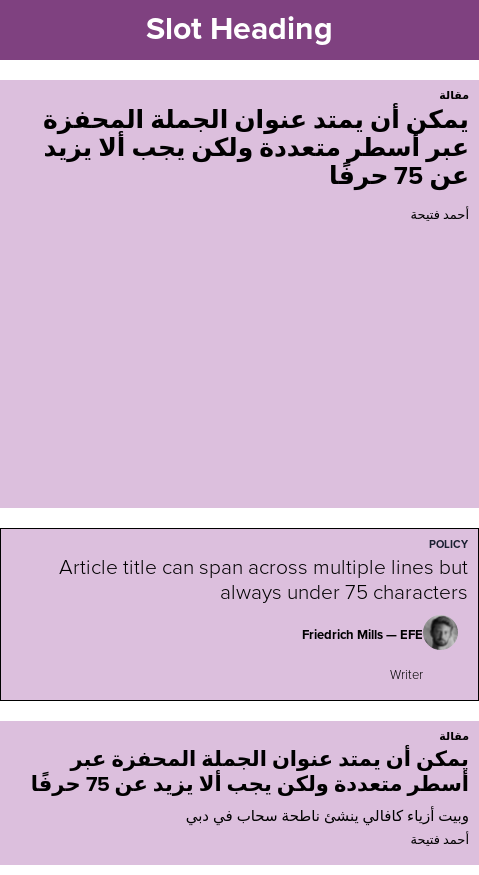 Slot Heading
مقالة
يمكن أن يمتد عنوان الجملة المحفزة
عبر أسطر متعددة ولكن يجب ألا يزيد
عن 75 حرفًا
أحمد فتيحة
POLICY
Article title can span across multiple lines but
always under 75 characters
Friedrich Mills — EFE
Writer
مقالة
يمكن أن يمتد عنوان الجملة المحفزة عبر
أسطر متعددة ولكن يجب ألا يزيد عن 75 حرفًا
وبيت أزياء كافالي ينشئ ناطحة سحاب في دبي
أحمد فتيحة